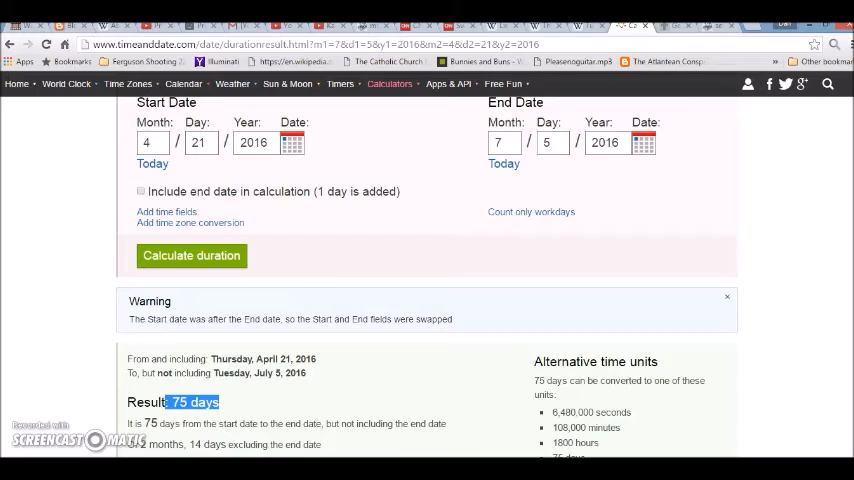 www.timeanddate.com/date/durationresult.html?m1=7&d1=5&y1=2016&m2=4&d2=21&y2=2016
Apps Bookmarks Ferguson Shooting Illuminati https://en.wikipedia. The Catholic Church Bunnies and Buns - B Pleasenoguitar.mp3 The Atlantean Consp » Other bookmar
Home World Clock Time Zones Calendar Weather Sun & Moon Timers Calculators Apps & API Free Fun
Start Date End Date
Month: Day: Year: Date: Month: Day: Year: Date:
4 / 21 / 2016 7 / 5 / 2016
Today Today
Include end date in calculation (1 day is added)
Add time fields Count only workdays
Add time zone conversion
Calculate duration
Warning ×
The Start date was after the End date, so the Start and End fields were swapped
From and including: Thursday, April 21, 2016
To, but not including Tuesday, July 5, 2016
Result: 75 days
It is 75 days from the start date to the end date, but not including the end date
Or 2 months, 14 days excluding the end date
Alternative time units
75 days can be converted to one of these
units:
6,480,000 seconds
108,000 minutes
1800 hours
75 days
Recorded with
SCREENCAST-O-MATIC